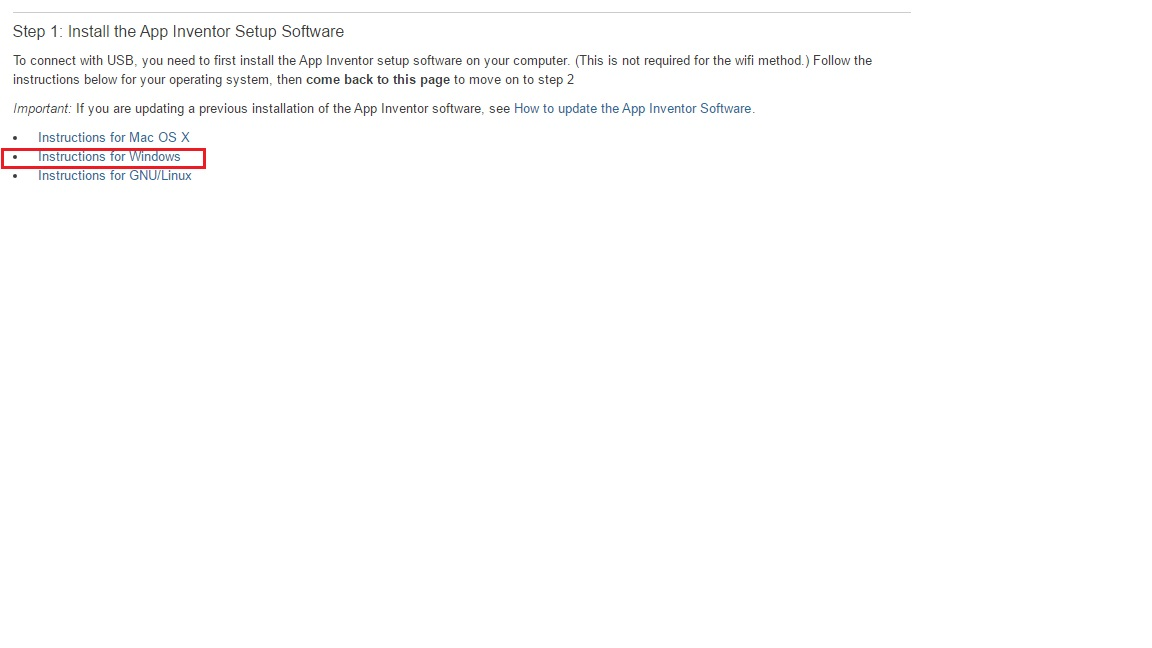 Step 1: Install the App Inventor Setup Software
To connect with USB, you need to first install the App Inventor setup software on your computer. (This is not required for the wifi method.) Follow the
instructions below for your operating system, then come back to this page to move on to step 2
Important: If you are updating a previous installation of the App Inventor software, see How to update the App Inventor Software.
• Instructions for Mac OS X
• Instructions for Windows
• Instructions for GNU/Linux